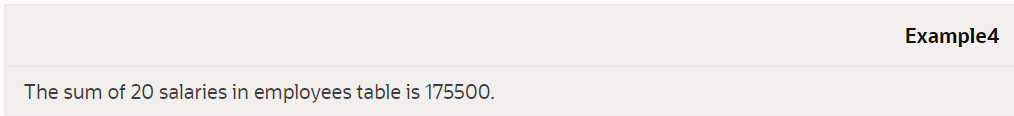 Example4
The sum of 20 salaries in employees table is 175500.